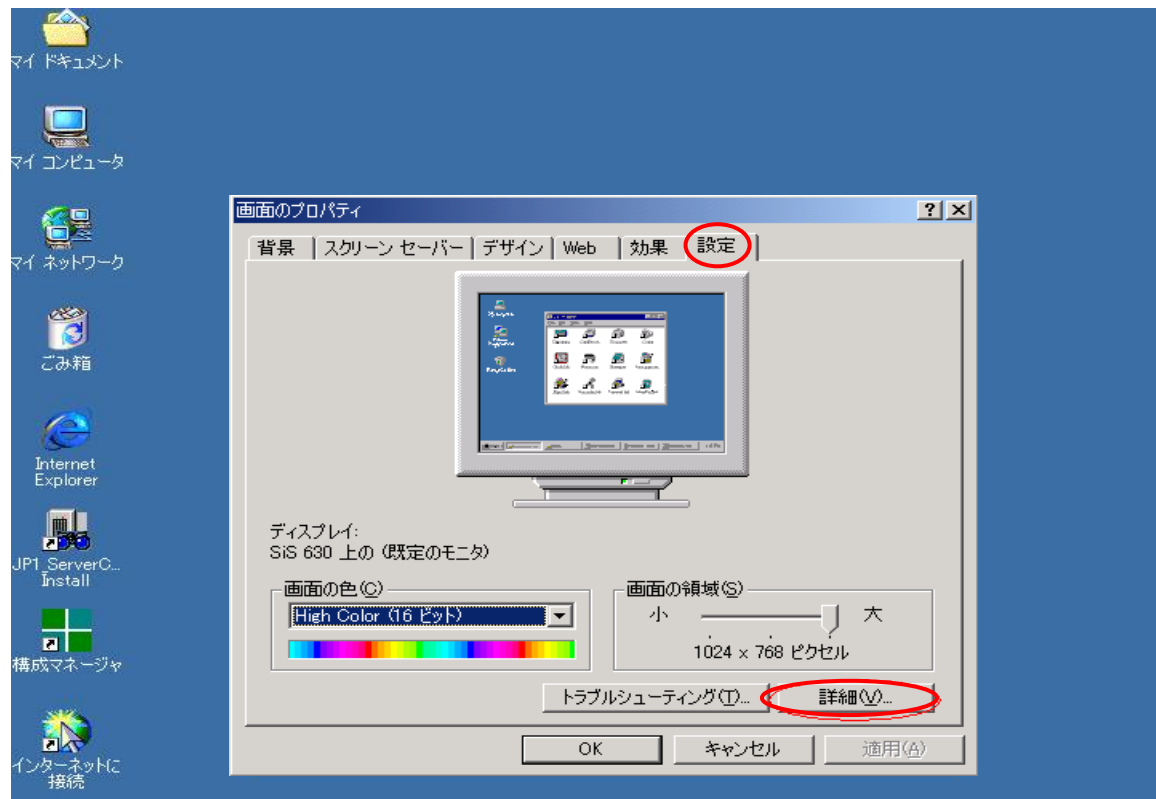 マイ ドキュメント
マイ コンピュータ
マイ ネットワーク
ごみ箱
Internet
Explorer
JP1_ServerC...
Install
構成マネージャ
インターネットに
接続
画面のプロパティ
背景
スクリーン セーバー
デザイン
Web
効果
設定
ディスプレイ:
SiS 630 上の (既定のモニタ)
画面の色(C)
High Color (16 ビット)
画面の領域(S)
小
大
1024 x 768 ピクセル
トラブルシューティング(T)...
詳細(V)...
OK
キャンセル
適用(A)